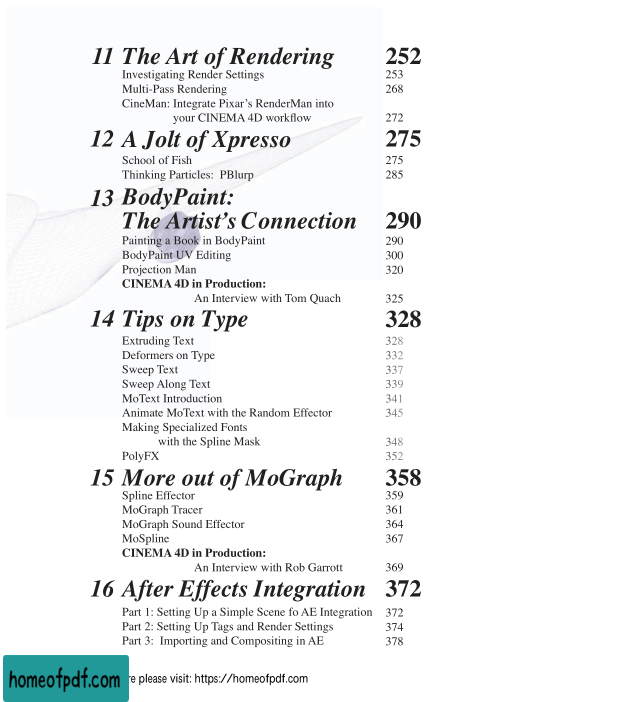 11 The Art of Rendering 252
Investigating Render Settings 253
Multi-Pass Rendering 268
CineMan: Integrate Pixar's RenderMan into
your CINEMA 4D workflow 272
12 A Jolt of Xpresso 275
School of Fish 275
Thinking Particles: PBlurp 285
13 BodyPaint:
The Artist's Connection 290
Painting a Book in BodyPaint 290
BodyPaint UV Editing 300
Projection Man 320
CINEMA 4D in Production:
An Interview with Tom Quach 325
14 Tips on Type 328
Extruding Text 328
Deformers on Type 332
Sweep Text 337
Sweep Along Text 339
MoText Introduction 341
Animate MoText with the Random Effector 345
Making Specialized Fonts
with the Spline Mask 348
PolyFX 352
15 More out of MoGraph 358
Spline Effector 359
MoGraph Tracer 361
MoGraph Sound Effector 364
MoSpline 367
CINEMA 4D in Production:
An Interview with Rob Garrott 369
16 After Effects Integration 372
Part 1: Setting Up a Simple Scene fo AE Integration 372
Part 2: Setting Up Tags and Render Settings 374
Part 3: Importing and Compositing in AE 378
homeofpdf.com re please visit: https://homeofpdf.com